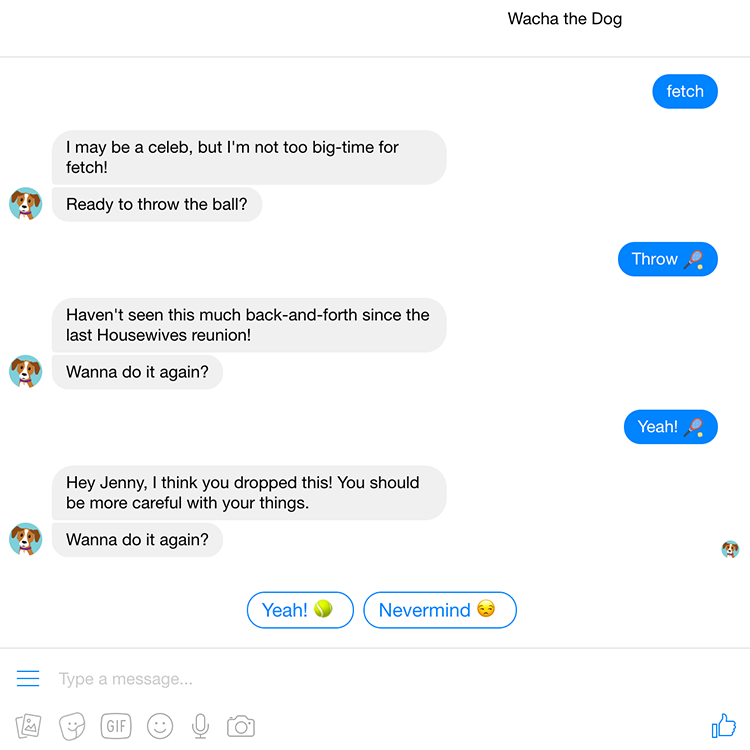 Wacha the Dog
fetch
I may be a celeb, but I'm not too big-time for
fetch!
Ready to throw the ball?
Throw 🎾
Haven't seen this much back-and-forth since the
last Housewives reunion!
Wanna do it again?
Yeah! 🎾
Hey Jenny, I think you dropped this! You should
be more careful with your things.
Wanna do it again?
Yeah! 🎾 Nevermind 😒
Type a message...
GIF